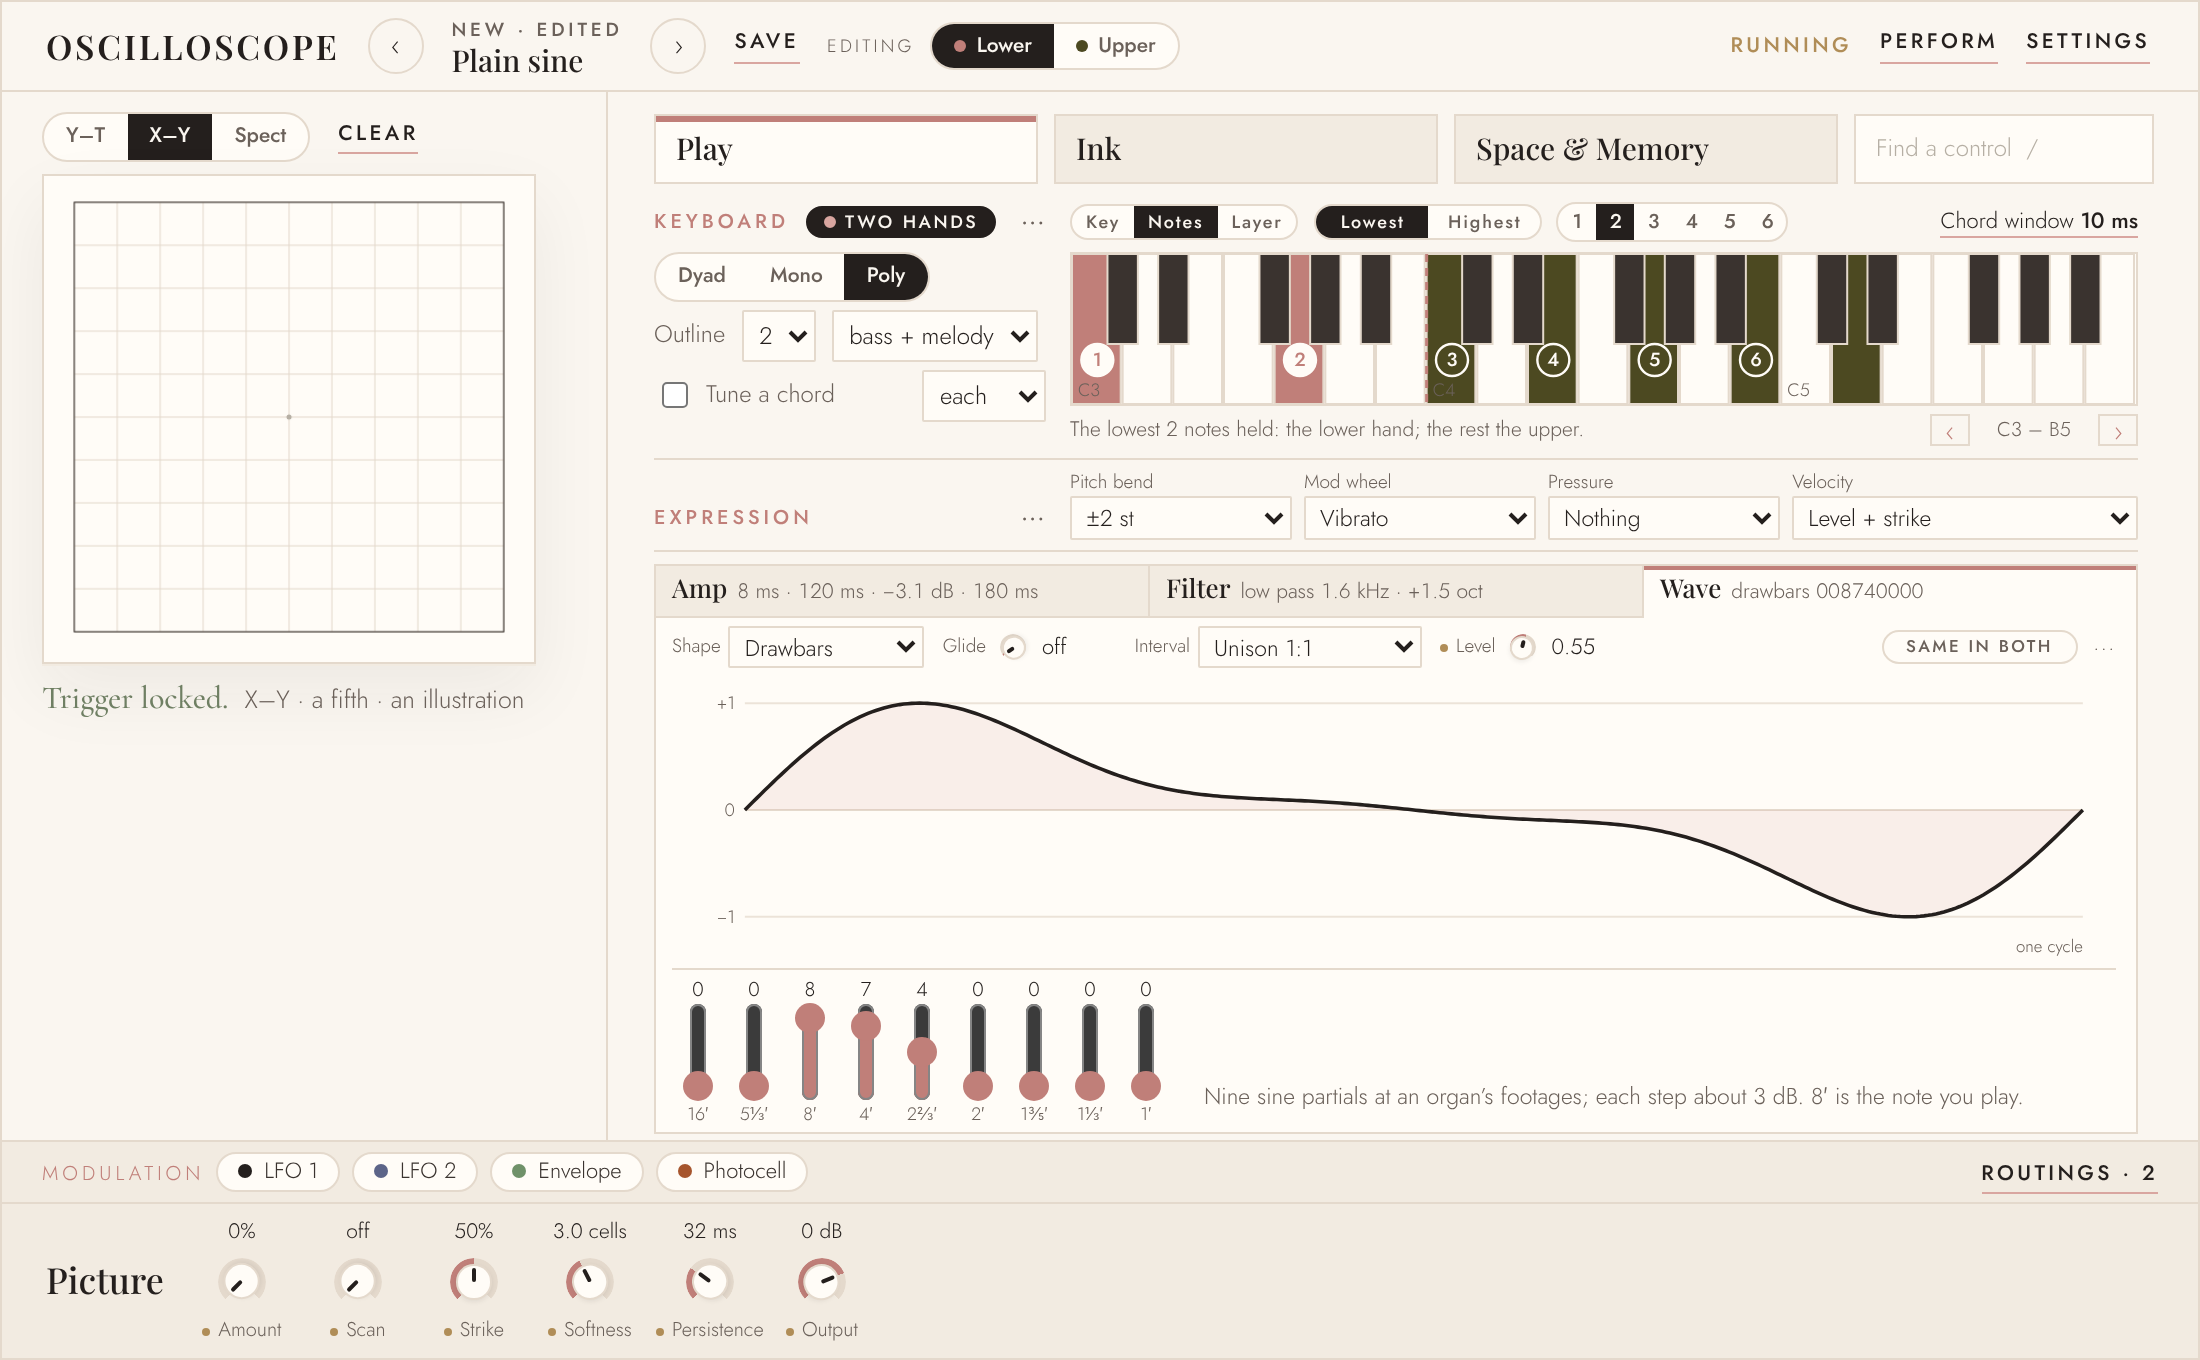 OSCILLOSCOPE
‹
NEW · EDITED
Plain sine
›
SAVE
EDITING
Lower
Upper
RUNNING
PERFORM
SETTINGS
Y–T
X–Y
Spect
CLEAR
Trigger locked. X–Y · a fifth · an illustration
Play
Ink
Space & Memory
Find a control /
KEYBOARD
TWO HANDS
...
Key
Notes
Layer
Lowest
Highest
1 2 3 4 5 6
Chord window 10 ms
Dyad
Mono
Poly
Outline
2
bass + melody
Tune a chord
each
1 2 3 4 5 6
C3 C4 C5
The lowest 2 notes held: the lower hand; the rest the upper.
‹ C3 – B5 ›
EXPRESSION
...
Pitch bend
±2 st
Mod wheel
Vibrato
Pressure
Nothing
Velocity
Level + strike
Amp 8 ms · 120 ms · −3.1 dB · 180 ms
Filter low pass 1.6 kHz · +1.5 oct
Wave drawbars 008740000
Shape
Drawbars
Glide
off
Interval
Unison 1:1
Level
0.55
SAME IN BOTH
...
+1
0
−1
one cycle
0 0 8 7 4 0 0 0 0
16′ 5⅓′ 8′ 4′ 2⅔′ 2′ 1⅗′ 1⅓′ 1′
Nine sine partials at an organ’s footages; each step about 3 dB. 8′ is the note you play.
MODULATION
LFO 1
LFO 2
Envelope
Photocell
ROUTINGS · 2
Picture
0% off 50% 3.0 cells 32 ms 0 dB
Amount Scan Strike Softness Persistence Output